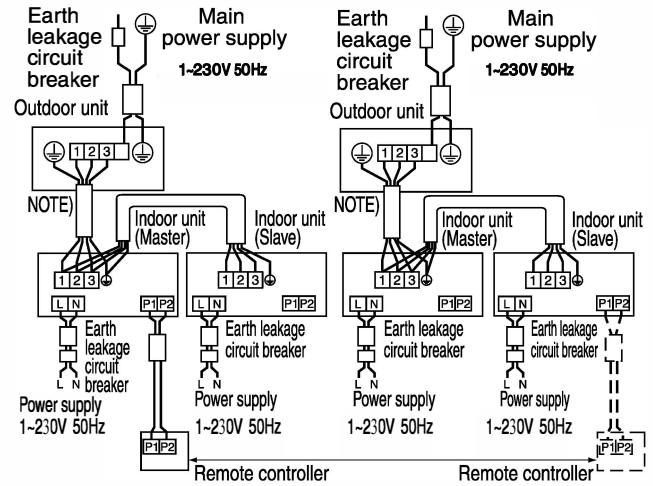 Earth
leakage
circuit
breaker
Main
power supply
1~230V 50Hz
Outdoor unit
1 2 3
NOTE)
Indoor unit
(Master)
Indoor unit
(Slave)
1 2 3
1 2 3
L N
P1 P2
L N
P1 P2
Earth
leakage
circuit
breaker
Earth leakage
circuit breaker
L N
L N
Power supply
1~230V 50Hz
Power supply
1~230V 50Hz
P1 P2
Remote controller
Earth
leakage
circuit
breaker
Main
power supply
1~230V 50Hz
Outdoor unit
1 2 3
NOTE)
Indoor unit
(Master)
Indoor unit
(Slave)
1 2 3
1 2 3
L N
P1 P2
L N
P1 P2
Earth leakage
circuit breaker
Earth leakage
circuit breaker
L N
L N
Power supply
1~230V 50Hz
Power supply
1~230V 50Hz
P1 P2
Remote controller